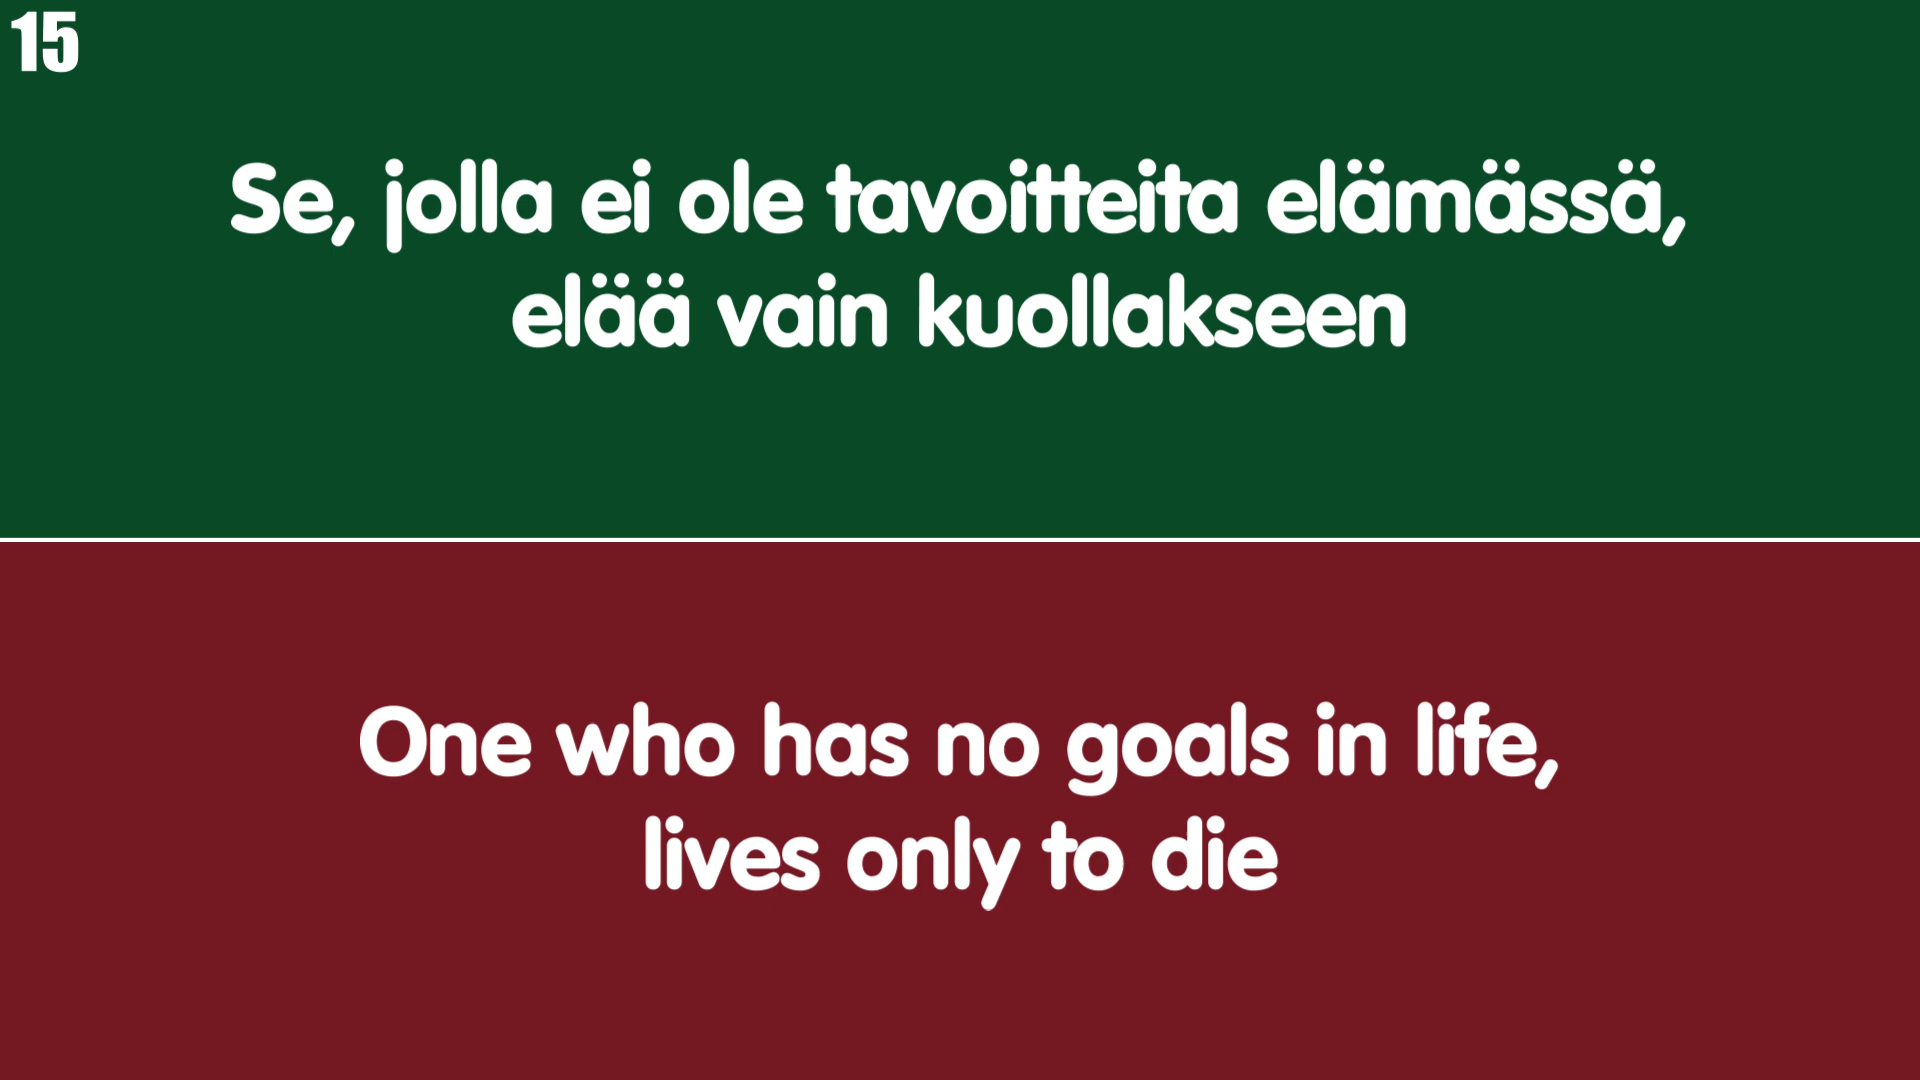 15
Se, jolla ei ole tavoitteita elämässä,
elää vain kuollakseen
One who has no goals in life,
lives only to die